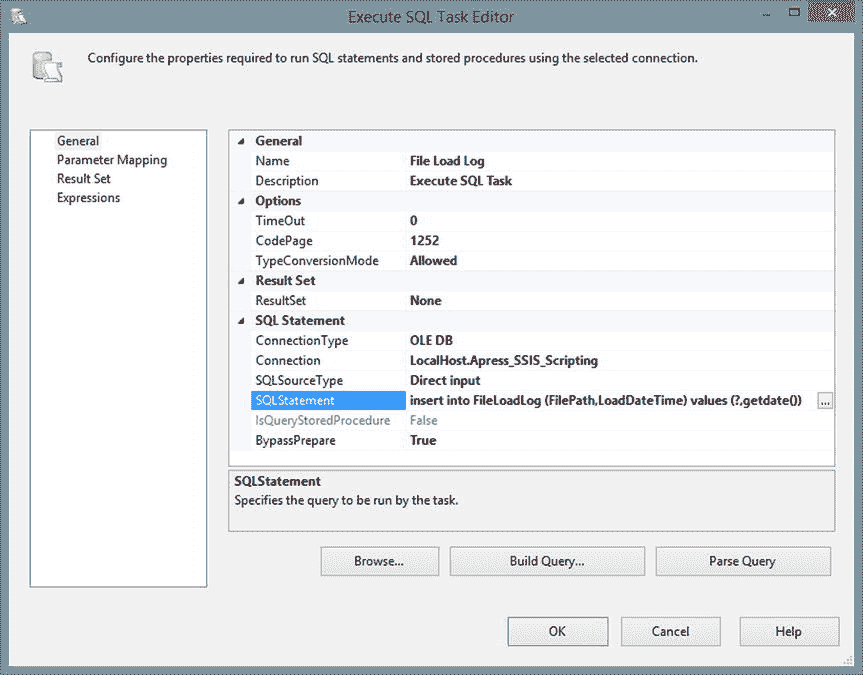 Execute SQL Task Editor
Configure the properties required to run SQL statements and stored procedures using the selected connection.
General
Parameter Mapping
Result Set
Expressions
General
Name File Load Log
Description Execute SQL Task
Options
TimeOut 0
CodePage 1252
TypeConversionMode Allowed
Result Set
ResultSet None
SQL Statement
ConnectionType OLE DB
Connection LocalHost.Apress_SSIS_Scripting
SQLSourceType Direct input
SQLStatement insert into FileLoadLog (FilePath,LoadDateTime) values (?,getdate()) ...
IsQueryStoredProcedure False
BypassPrepare True
SQLStatement
Specifies the query to be run by the task.
Browse... Build Query... Parse Query
OK Cancel Help